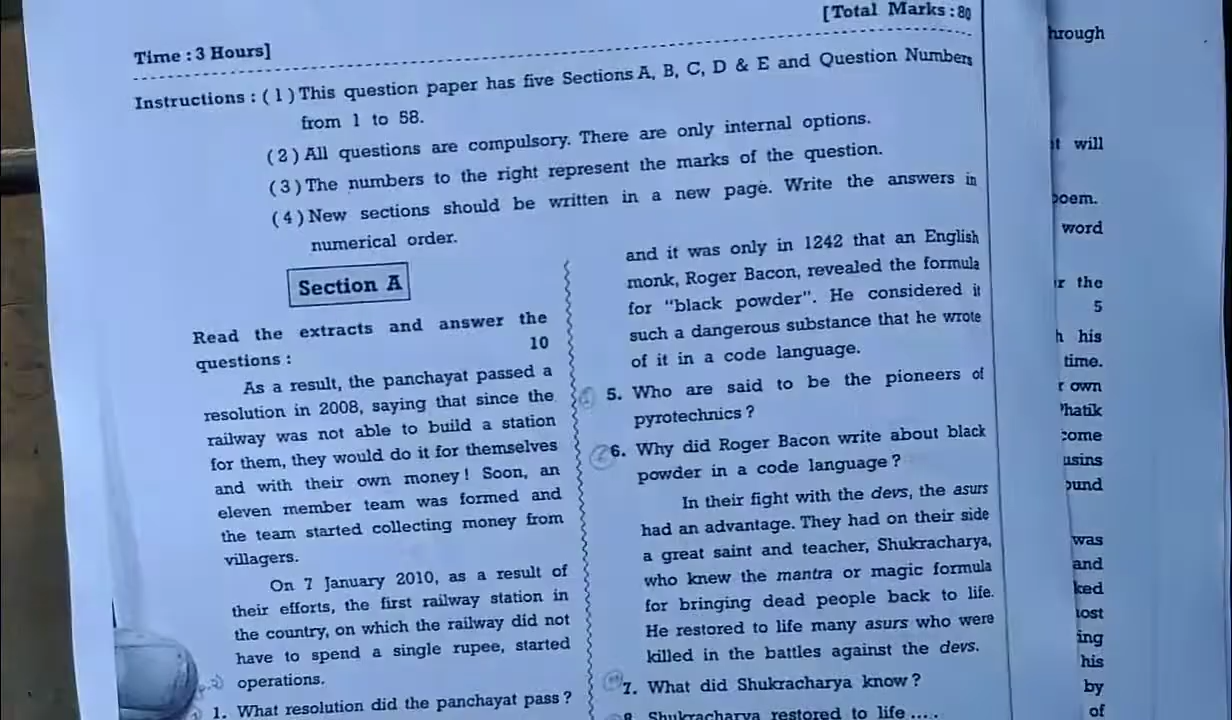 Time : 3 Hours]
[Total Marks : 80
Instructions : ( 1 ) This question paper has five Sections A, B, C, D & E and Question Numbers
from 1 to 58.
( 2 ) All questions are compulsory. There are only internal options.
( 3 ) The numbers to the right represent the marks of the question.
( 4 ) New sections should be written in a new page. Write the answers in
numerical order.
Section A
Read the extracts and answer the
questions : 10
As a result, the panchayat passed a
resolution in 2008, saying that since the
railway was not able to build a station
for them, they would do it for themselves
and with their own money! Soon, an
eleven member team was formed and
the team started collecting money from
villagers.
On 7 January 2010, as a result of
their efforts, the first railway station in
the country, on which the railway did not
have to spend a single rupee, started
operations.
1. What resolution did the panchayat pass ?
and it was only in 1242 that an English
monk, Roger Bacon, revealed the formula
for "black powder". He considered it
such a dangerous substance that he wrote
of it in a code language.
5. Who are said to be the pioneers of
pyrotechnics ?
6. Why did Roger Bacon write about black
powder in a code language ?
In their fight with the devs, the asurs
had an advantage. They had on their side
a great saint and teacher, Shukracharya,
who knew the mantra or magic formula
for bringing dead people back to life.
He restored to life many asurs who were
killed in the battles against the devs.
7. What did Shukracharya know ?
8. Shukracharya restored to life ....
hrough
will
poem.
word
the
5
his
time.
own
hatik
come
usins
ound
was
and
ked
ost
ing
his
by
of